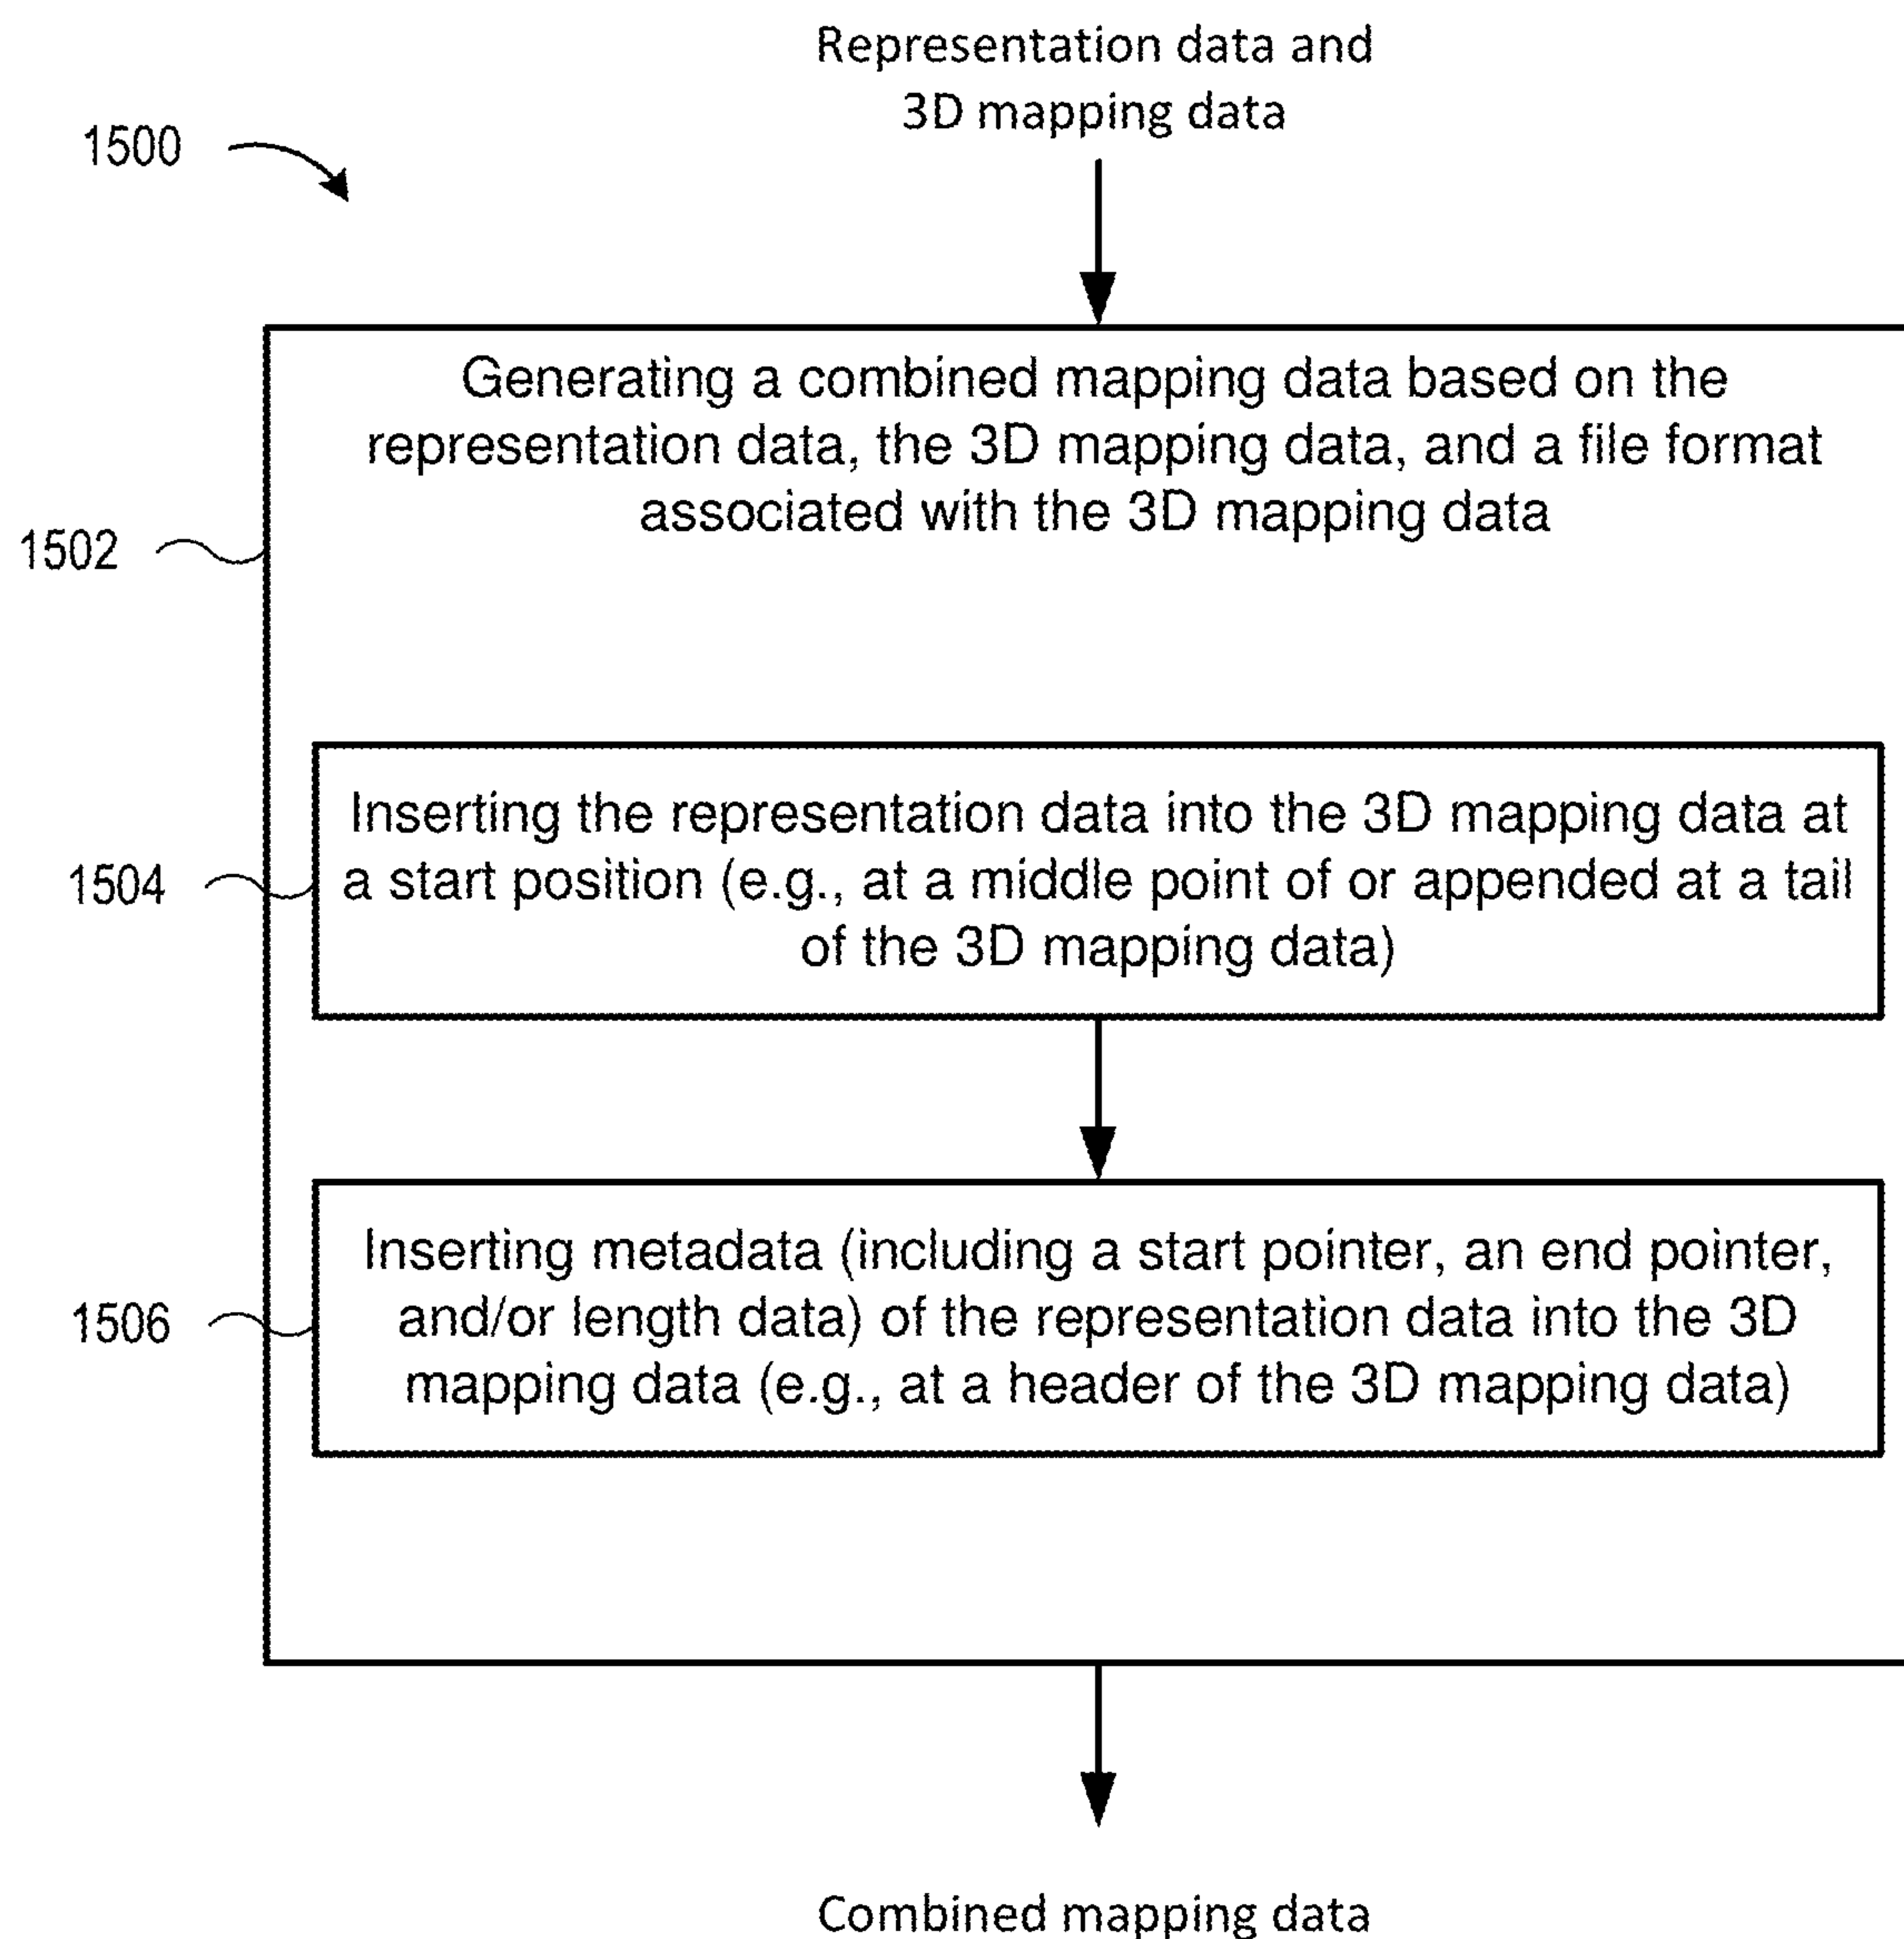 Representation data and
3D mapping data
1500
Generating a combined mapping data based on the
representation data, the 3D mapping data, and a file format
associated with the 3D mapping data
1502
Inserting the representation data into the 3D mapping data at
1504
a start position (e.g., at a middle point of or appended at a tail
of the 3D mapping data)
Inserting metadata (including a start pointer, an end pointer,
1506
and/or length data) of the representation data into the 3D
mapping data (e.g., at a header of the 3D mapping data)
Combined mapping data